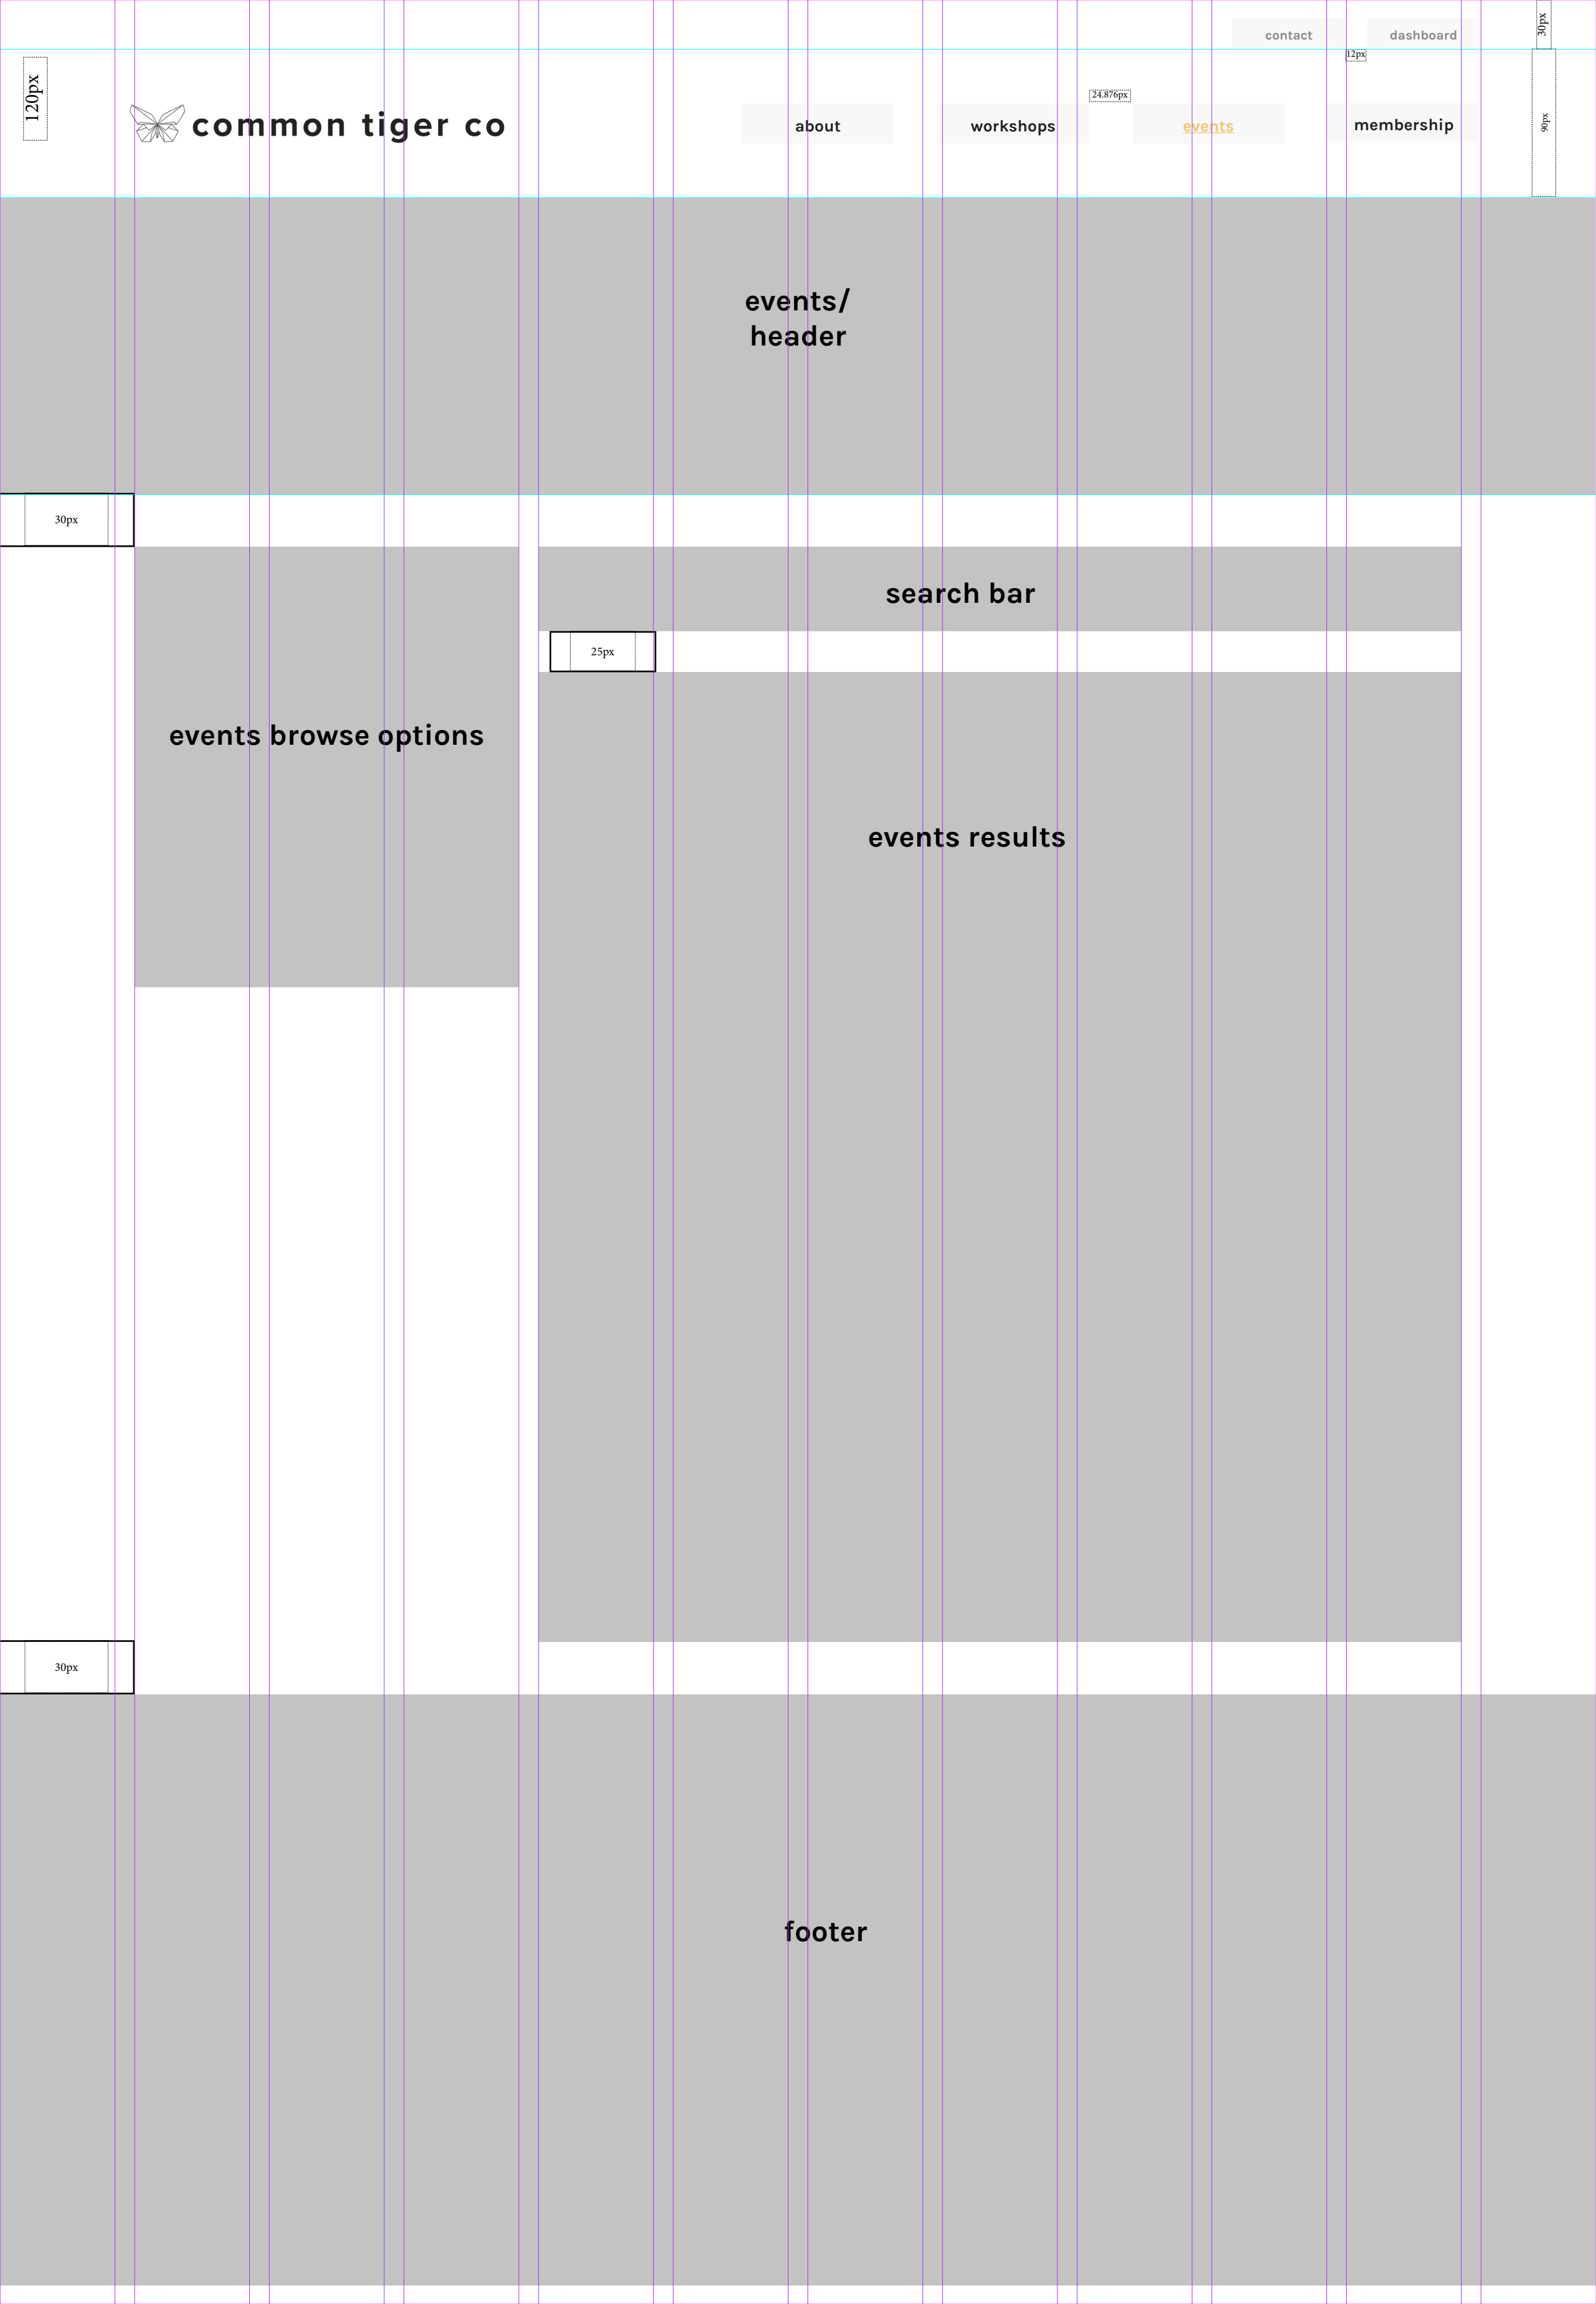 contact
dashboard
30px
12px
120px
24.876px
common tiger co
about
workshops
events
membership
90px
events/
header
30px
search bar
25px
events browse options
events results
30px
footer